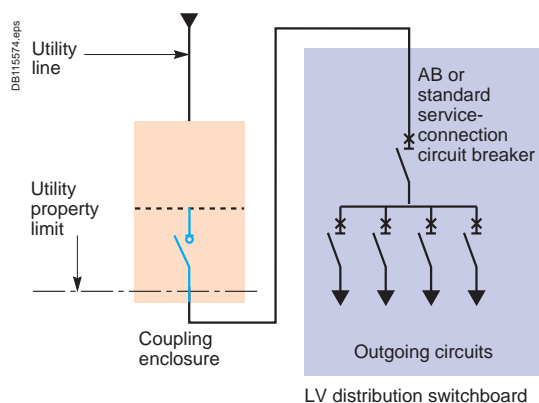 DB115574.eps
Utility
line
AB or
standard
service-
connection
circuit breaker
Utility
property
limit
Coupling
enclosure
Outgoing circuits
LV distribution switchboard